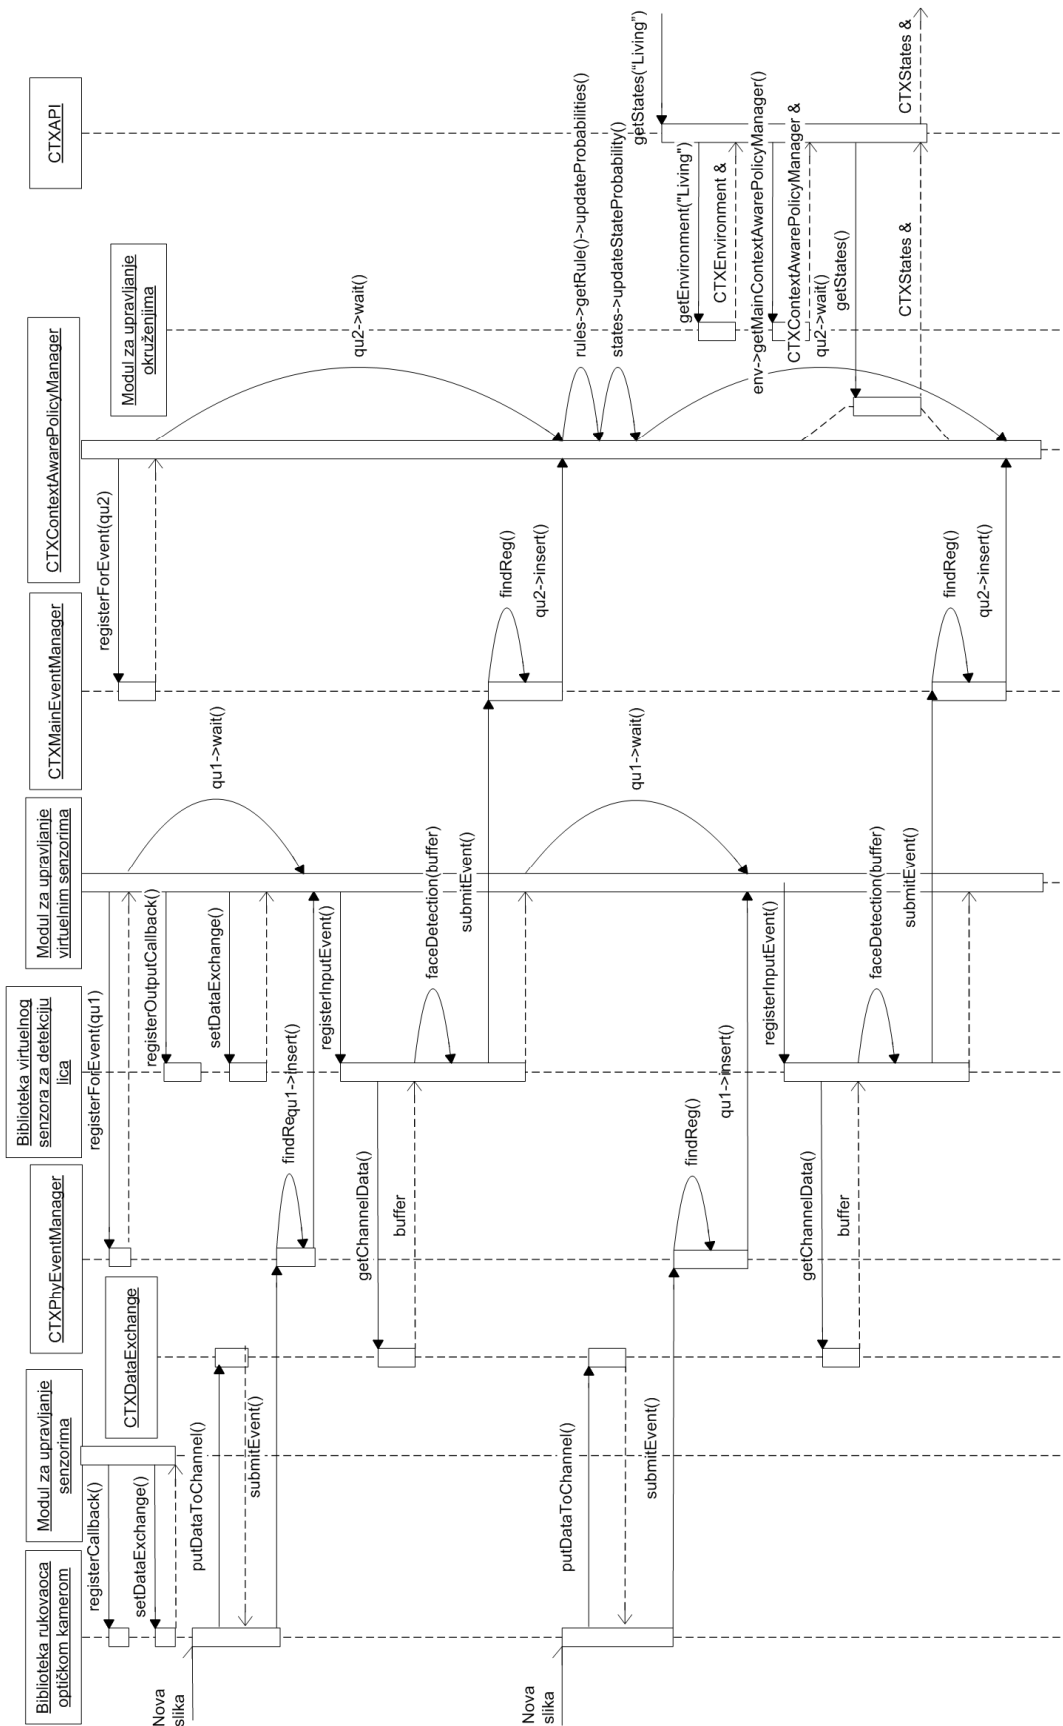 Biblioteka rukovaoca
optičkom kamerom
Modul za upravljanje
senzorima
CTXDataExchange
CTXPhyEventManager
Biblioteka virtuelnog
senzora za detekciju
lica
Modul za upravljanje
virtuelnim senzorima
CTXMainEventManager
CTXContextAwarePolicyManager
Modul za upravljanje
okruženjima
CTXAPI
registerCallback()
setDataExchange()
Nova
slika
putDataToChannel()
submitEvent()
registerForEvent(qu1)
registerOutputCallback()
setDataExchange()
qu1->wait()
registerForEvent(qu2)
qu2->wait()
findRe
qu1->insert()
registerInputEvent()
getChannelData()
buffer
faceDetection(buffer)
submitEvent()
findReg()
qu2->insert()
rules->getRule()->updateProbabilities()
states->updateStateProbability()
qu1->wait()
Nova
slika
putDataToChannel()
submitEvent()
findReg()
qu1->insert()
registerInputEvent()
getStates("Living")
getEnvironment("Living")
CTXEnvironment &
env->getMainContextAwarePolicyManager()
CTXContextAwarePolicyManager &
qu2->wait()
getStates()
getChannelData()
buffer
faceDetection(buffer)
submitEvent()
findReg()
qu2->insert()
CTXStates &
CTXStates &